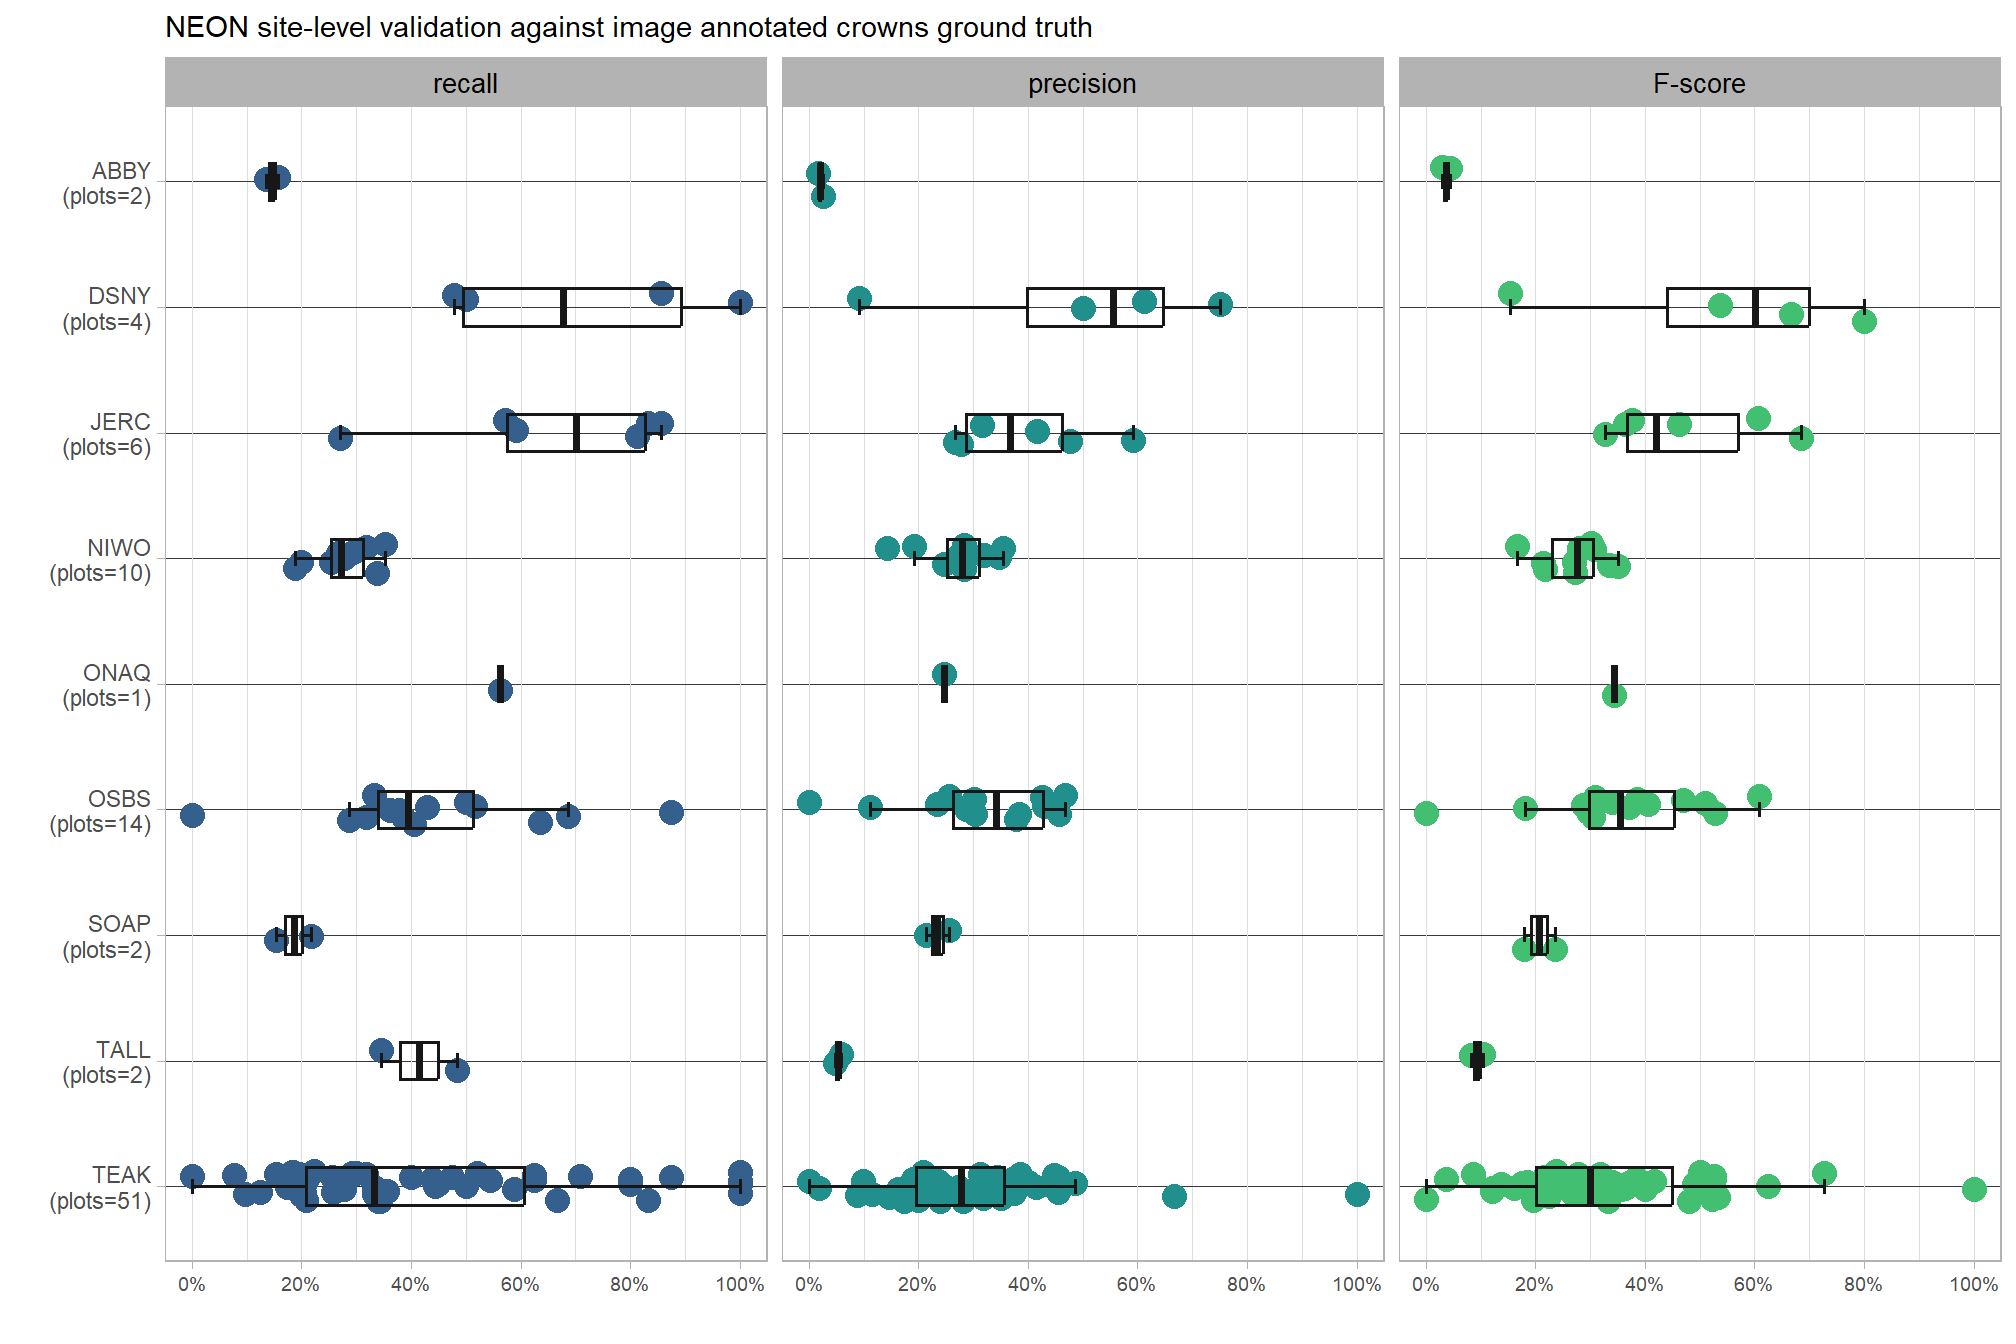 NEON site-level validation against image annotated crowns ground truth
recall
precision
F-score
ABBY
(plots=2)
DSNY
(plots=4)
JERC
(plots=6)
NIWO
(plots=10)
ONAQ
(plots=1)
OSBS
(plots=14)
SOAP
(plots=2)
TALL
(plots=2)
TEAK
(plots=51)
0% 20% 40% 60% 80% 100%
0% 20% 40% 60% 80% 100%
0% 20% 40% 60% 80% 100%